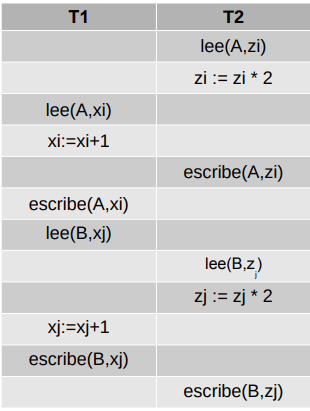 T1 T2
lee(A,zi)
zi := zi * 2
lee(A,xi)
xi:=xi+1
escribe(A,zi)
escribe(A,xi)
lee(B,xj)
lee(B,zj)
zj := zj * 2
xj:=xj+1
escribe(B,xj)
escribe(B,zj)